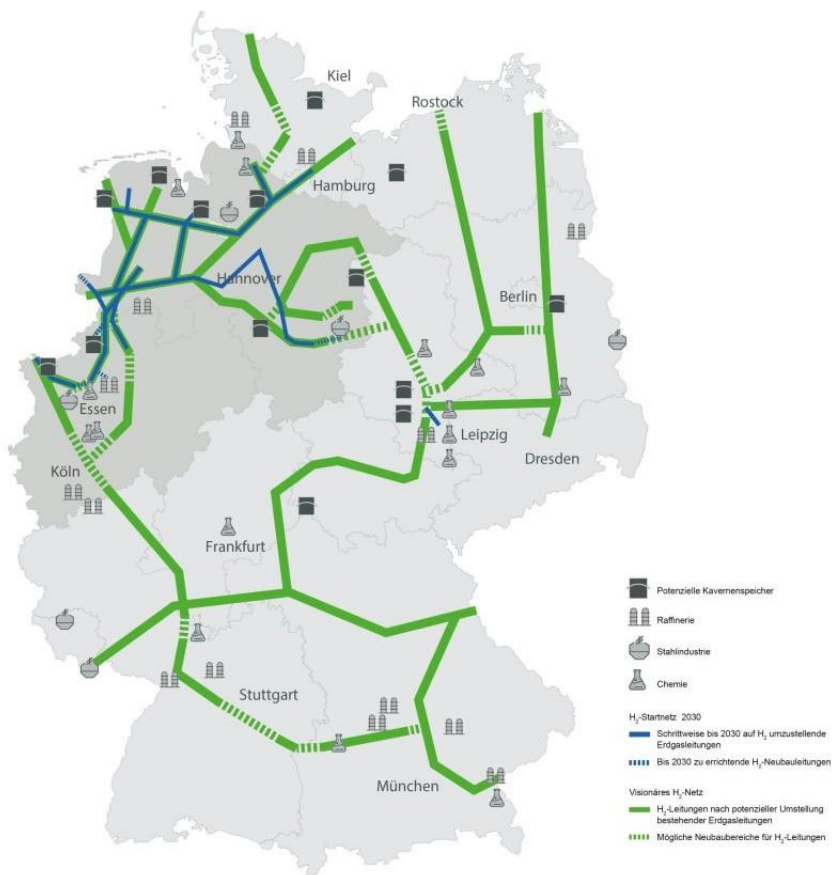 Kiel
Rostock
Hamburg
Hannover
Berlin
Essen
Leipzig
Köln
Dresden
Frankfurt
Stuttgart
München
Potenzielle Kavernenspeicher
Raffinerie
Stahlindustrie
Chemie
H₂-Startnetz 2030
Schrittweise bis 2030 auf H₂ umzustellende
Erdgasleitungen
Bis 2030 zu errichtende H₂-Neubauleitungen
Visionäres H₂-Netz
H₂-Leitungen nach potenzieller Umstellung
bestehender Erdgasleitungen
Mögliche Neubaubereiche für H₂-Leitungen